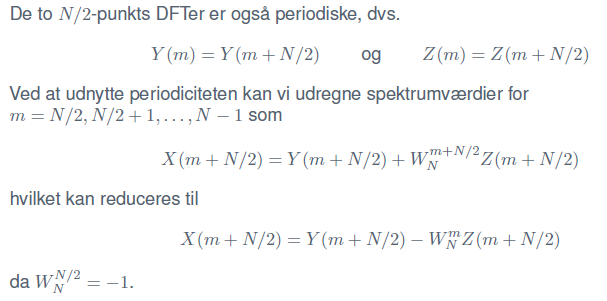 De to N/2-punkts DFTer er også periodiske, dvs.
Y(m) = Y(m + N/2) og Z(m) = Z(m + N/2)
Ved at udnytte periodiciteten kan vi udregne spektrumværdier for
m = N/2, N/2 + 1, . . . , N − 1 som
X(m + N/2) = Y(m + N/2) + W_N^{m+N/2} Z(m + N/2)
hvilket kan reduceres til
X(m + N/2) = Y(m + N/2) − W_N^m Z(m + N/2)
da W_N^{N/2} = −1.